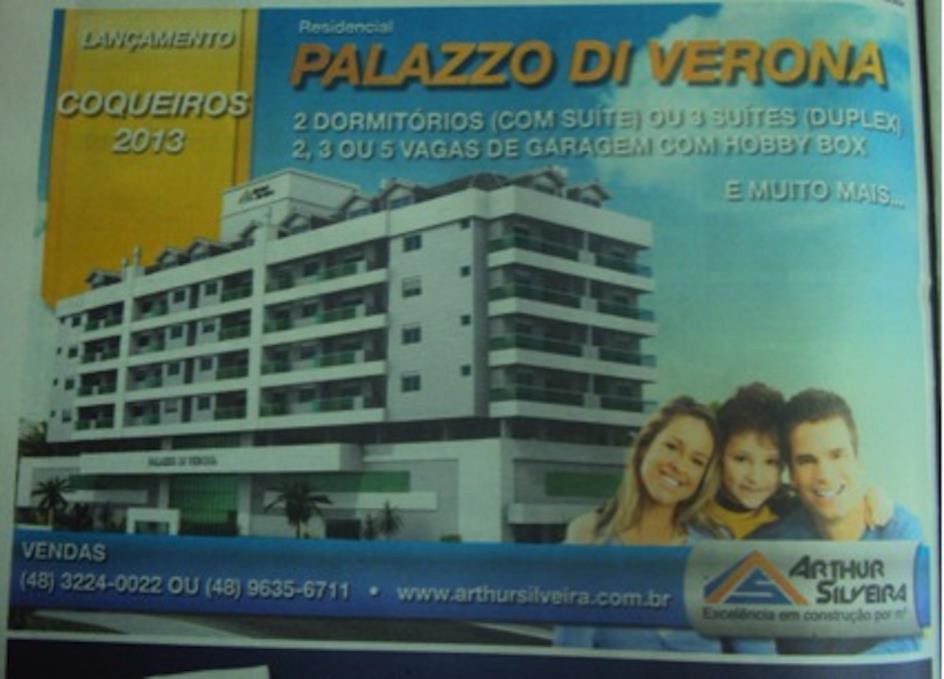 LANÇAMENTO
COQUEIROS
2013
Residencial
PALAZZO DI VERONA
2 DORMITÓRIOS (COM SUÍTE) OU 3 SUÍTES (DUPLEX)
2, 3 OU 5 VAGAS DE GARAGEM COM HOBBY BOX
E MUITO MAIS...
PALAZZO DI VERONA
VENDAS
(48) 3224-0022 OU (48) 9635-6711 • www.arthursilveira.com.br
ARTHUR
SILVEIRA
Excelência em construção por m²